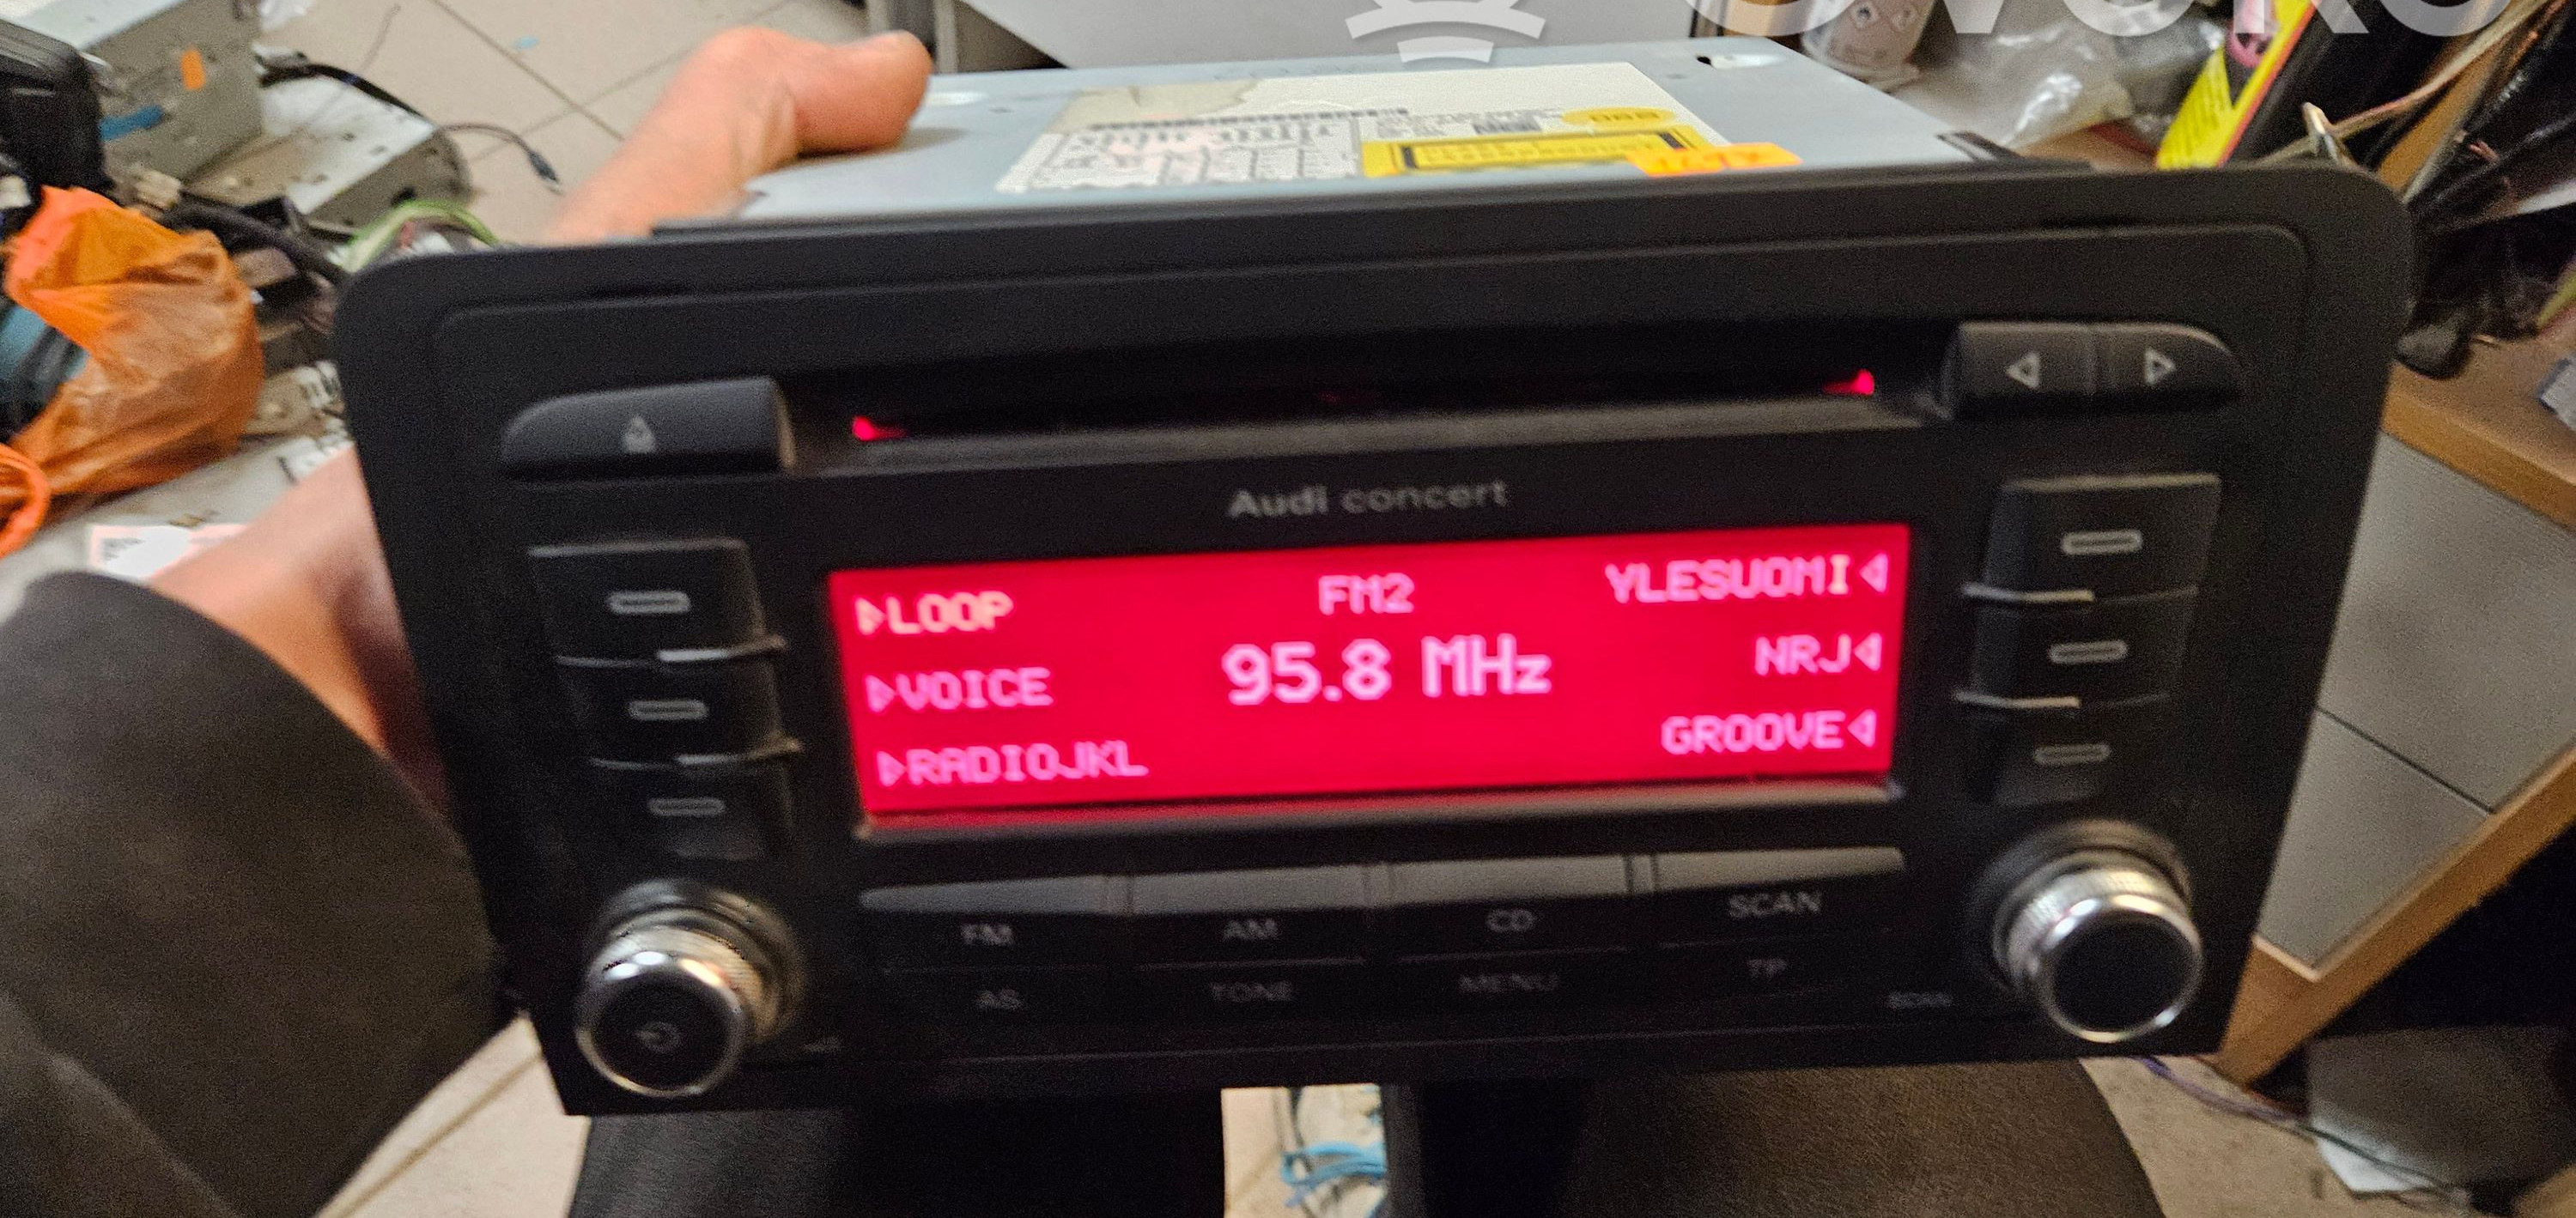 Audi concert
LOOP FM2 YLESUOMI
VOICE 95.8 MHz NRJ
RADIOJKL GROOVE
FM AM CD SCAN
AS TONE MENU TP
SCAN